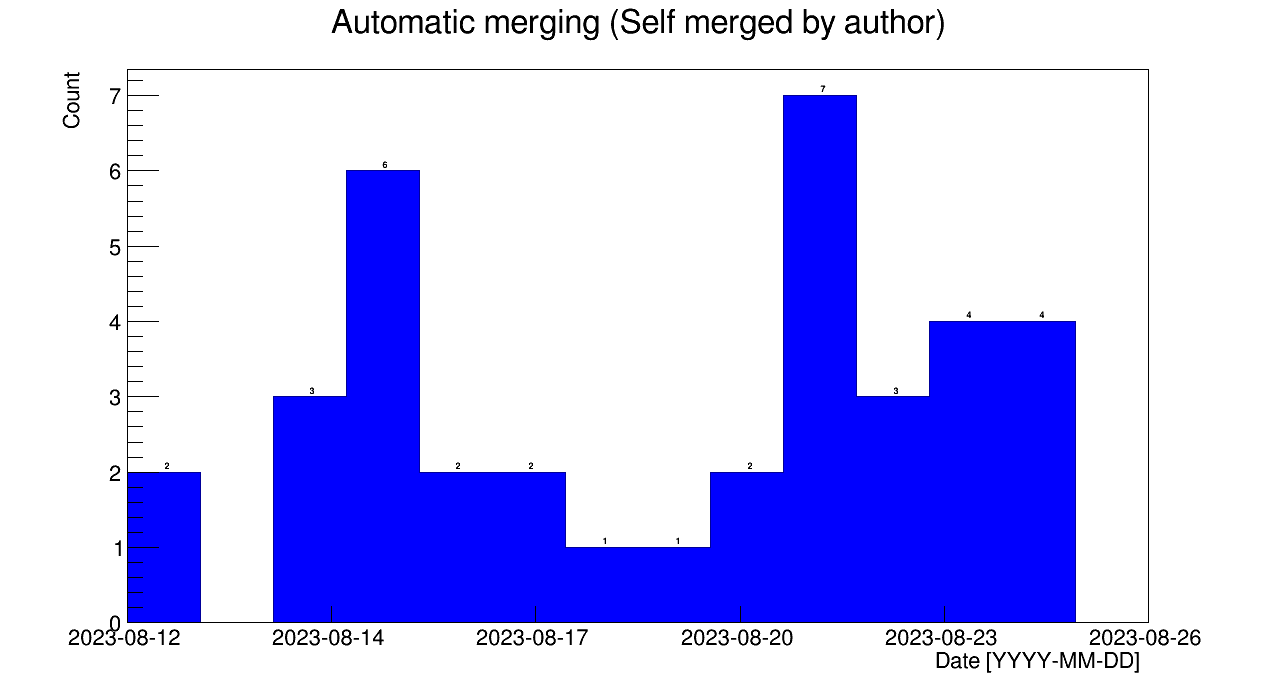 Automatic merging (Self merged by author)
Count
7
6
5
4
3
2
1
0
7
6
4 4
3 3
2 2 2 2
1 1
2023-08-12 2023-08-14 2023-08-17 2023-08-20 2023-08-23 2023-08-26
Date [YYYY-MM-DD]